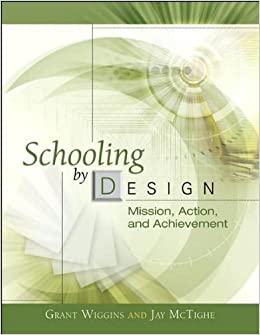 Schooling
by DESIGN
Mission, Action,
and Achievement
GRANT WIGGINS AND JAY MCTIGHE